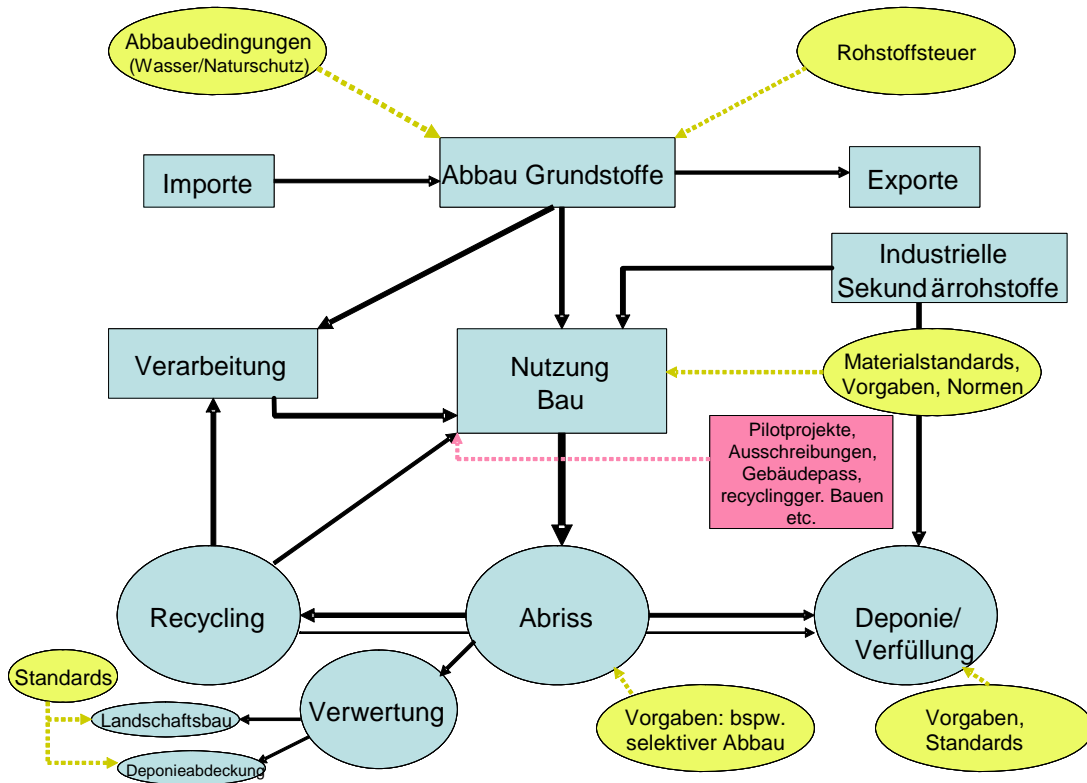 Abbaubedingungen
(Wasser/Naturschutz)
Rohstoffsteuer
Importe
Abbau Grundstoffe
Exporte
Industrielle
Sekund ärrohstoffe
Verarbeitung
Nutzung
Bau
Materialstandards,
Vorgaben, Normen
Pilotprojekte,
Ausschreibungen,
Gebäudepass,
recyclingger. Bauen
etc.
Recycling
Abriss
Deponie/
Verfüllung
Standards
Landschaftsbau
Verwertung
Deponieabdeckung
Vorgaben: bspw.
selektiver Abbau
Vorgaben,
Standards